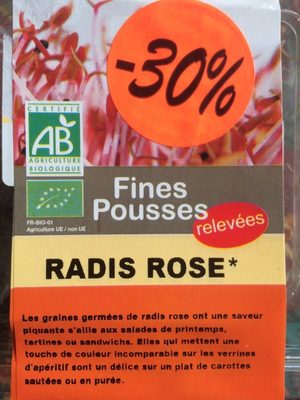 -30%
CERTIFIÉ
AB
AGRICULTURE
BIOLOGIQUE
FR-BIO-01
Agriculture UE / non UE
Fines
Pousses
relevées
RADIS ROSE*
Les graines germées de radis rose ont une saveur
piquante s'allie aux salades de printemps,
tartines ou sandwichs. Elles qui mettent une
touche de couleur incomparable sur les verrines
d'apéritif sont un délice sur un plat de carottes
sautées ou en purée.